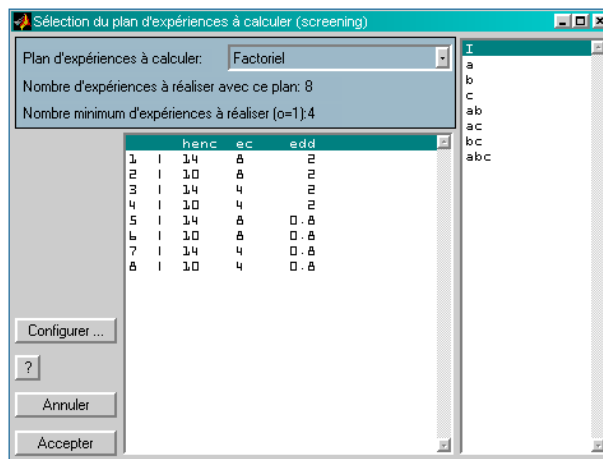 Sélection du plan d'expériences à calculer (screening)
Plan d'expériences à calculer: Factoriel
Nombre d'expériences à réaliser avec ce plan: 8
Nombre minimum d'expériences à réaliser (o=1):4
henc ec edd
1 | 14 8 2
2 | 10 8 2
3 | 14 4 2
4 | 10 4 2
5 | 14 8 0.8
6 | 10 8 0.8
7 | 14 4 0.8
8 | 10 4 0.8
I
a
b
c
ab
ac
bc
abc
Configurer ...
?
Annuler
Accepter